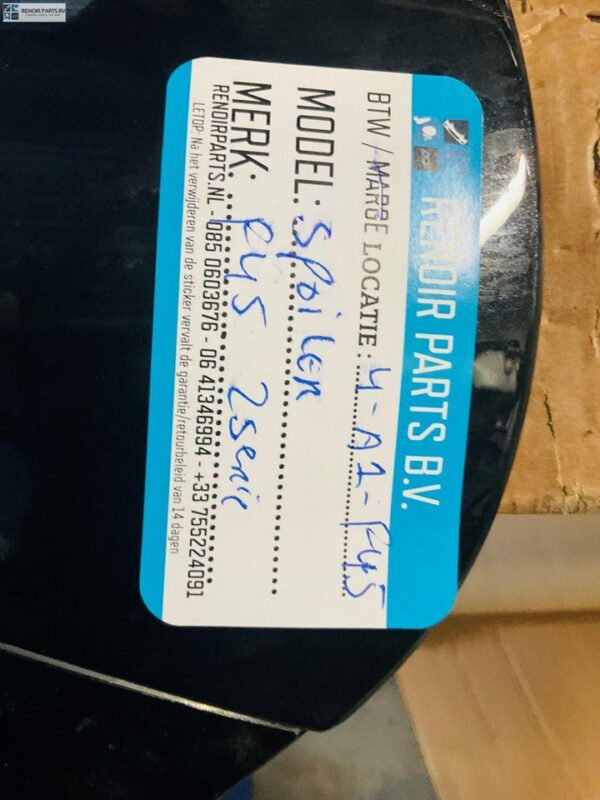 RENOIR PARTS BV
RENOIR PARTS B.V.
BTW / MARGE LOCATIE: 4-A1-F45
MODEL: Spoiler
MERK: F45 2serie
RENOIRPARTS.NL - 085 0603676 - 06 41346994 - +33 755224091
LETOP: Na het verwijderen van de sticker vervalt de garantie/retourbeleid van 14 dagen